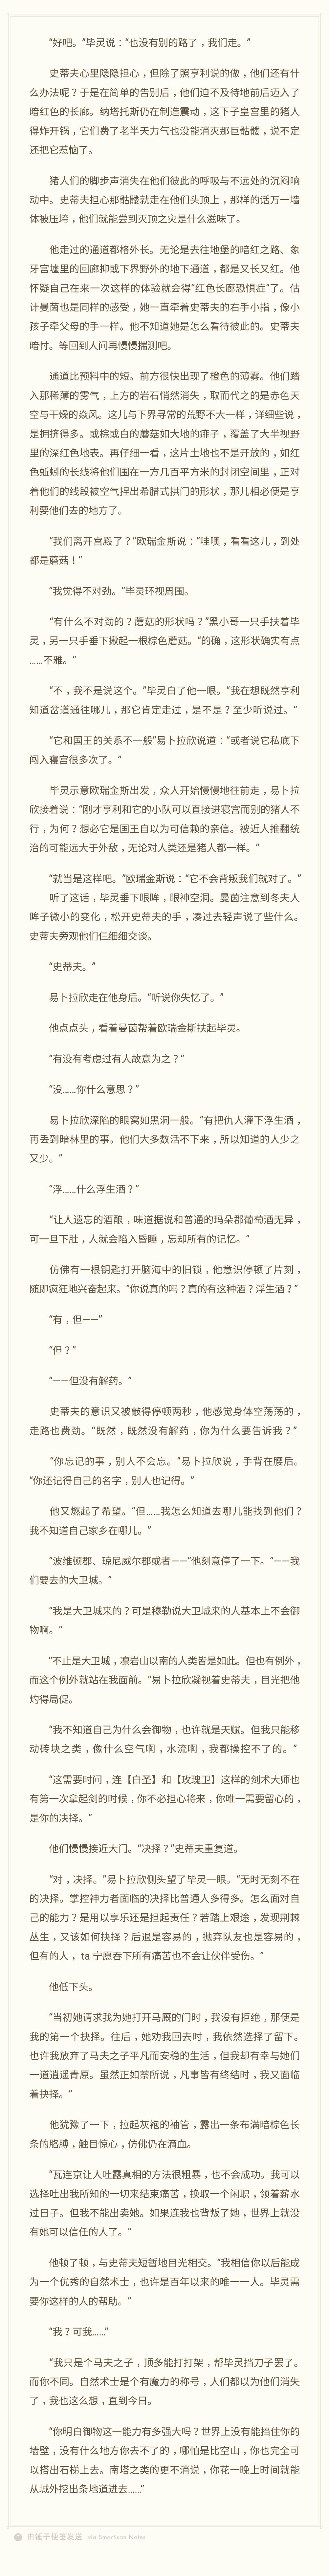 “好吧。”毕灵说：“也没有别的路了，我们走。”
史蒂夫心里隐隐担心，但除了照亨利说的做，他们还有什
么办法呢？于是在简单的告别后，他们迫不及待地前后迈入了
暗红色的长廊。纳塔托斯仍在制造震动，这下子皇宫里的猪人
得炸开锅，它们费了老半天力气也没能消灭那巨骷髅，说不定
还把它惹恼了。
猪人们的脚步声消失在他们彼此的呼吸与不远处的沉闷响
动中。史蒂夫担心那骷髅就走在他们头顶上，那样的话万一墙
体被压垮，他们就能尝到灭顶之灾是什么滋味了。
他走过的通道都格外长。无论是去往地堡的暗红之路、象
牙宫墟里的回廊抑或下界野外的地下通道，都是又长又红。他
怀疑自己在来一次这样的体验就会得“红色长廊恐惧症”了。估
计曼茵也是同样的感受，她一直牵着史蒂夫的右手小指，像小
孩子牵父母的手一样。他不知道她是怎么看待彼此的。史蒂夫
暗忖。等回到人间再慢慢揣测吧。
通道比预料中的短。前方很快出现了橙色的薄雾。他们踏
入那稀薄的雾气，上方的岩石悄然消失，取而代之的是赤色天
空与干燥的焱风。这儿与下界寻常的荒野不大一样，详细些说，
是拥挤得多。或棕或白的蘑菇如大地的痱子，覆盖了大半视野
里的深红色地表。再仔细一看，这片土地也不是开放的，如红
色蚯蚓的长线将他们围在一方几百平方米的封闭空间里，正对
着他们的线段被空气捏出希腊式拱门的形状，那儿相必便是亨
利要他们去的地方了。
“我们离开宫殿了？”欧瑞金斯说：“哇噢，看看这儿，到处
都是蘑菇！”
“我觉得不对劲。”毕灵环视周围。
“有什么不对劲的？蘑菇的形状吗？”黑小哥一只手扶着毕
灵，另一只手垂下揪起一根棕色蘑菇。“的确，这形状确实有点
……不雅。”
“不，我不是说这个。”毕灵白了他一眼。“我在想既然亨利
知道岔道通往哪儿，那它肯定走过，是不是？至少听说过。”
“它和国王的关系不一般”易卜拉欣说道：“或者说它私底下
闯入寝宫很多次了。”
毕灵示意欧瑞金斯出发，众人开始慢慢地往前走，易卜拉
欣接着说：“刚才亨利和它的小队可以直接进寝宫而别的猪人不
行，为何？想必它是国王自以为可信赖的亲信。被近人推翻统
治的可能远大于外敌，无论对人类还是猪人都一样。”
“就当是这样吧。”欧瑞金斯说：“它不会背叛我们就对了。”
听了这话，毕灵垂下眼眸，眼神空洞。曼茵注意到冬夫人
眸子微小的变化，松开史蒂夫的手，凑过去轻声说了些什么。
史蒂夫旁观他们仨细细交谈。
“史蒂夫。”
易卜拉欣走在他身后。“听说你失忆了。”
他点点头，看着曼茵帮着欧瑞金斯扶起毕灵。
“有没有考虑过有人故意为之？”
“没……你什么意思？”
易卜拉欣深陷的眼窝如黑洞一般。“有把仇人灌下浮生酒，
再丢到暗林里的事。他们大多数活不下来，所以知道的人少之
又少。”
“浮……什么浮生酒？”
“让人遗忘的酒酿，味道据说和普通的玛朵郡葡萄酒无异，
可一旦下肚，人就会陷入昏睡，忘却所有的记忆。”
仿佛有一根钥匙打开脑海中的旧锁，他意识停顿了片刻，
随即疯狂地兴奋起来。“你说真的吗？真的有这种酒？浮生酒？”
“有，但——”
“但？”
“——但没有解药。”
史蒂夫的意识又被敲得停顿两秒，他感觉身体空荡荡的，
走路也费劲。“既然，既然没有解药，你为什么要告诉我？”
“你忘记的事，别人不会忘。”易卜拉欣说，手背在腰后。
“你还记得自己的名字，别人也记得。”
他又燃起了希望。“但……我怎么知道去哪儿能找到他们？
我不知道自己家乡在哪儿。”
“波维顿郡、琼尼威尔郡或者——”他刻意停了一下。“——我
们要去的大卫城。”
“我是大卫城来的？可是穆勒说大卫城来的人基本上不会御
物啊。”
“不止是大卫城，凛岩山以南的人类皆是如此。但也有例外，
而这个例外就站在我面前。”易卜拉欣凝视着史蒂夫，目光把他
灼得局促。
“我不知道自己为什么会御物，也许就是天赋。但我只能移
动砖块之类，像什么空气啊，水流啊，我都操控不了的。”
“这需要时间，连【白圣】和【玫瑰卫】这样的剑术大师也
有第一次拿起剑的时候，你不必担心将来，你唯一需要留心的，
是你的决择。”
他们慢慢接近大门。“决择？”史蒂夫重复道。
“对，决择。”易卜拉欣侧头望了毕灵一眼。“无时无刻不在
的决择。掌控神力者面临的决择比普通人多得多。怎么面对自
己的能力？是用以享乐还是担起责任？若踏上艰途，发现荆棘
丛生，又该如何抉择？后退是容易的，抛弃队友也是容易的，
但有的人，ta 宁愿吞下所有痛苦也不会让伙伴受伤。”
他低下头。
“当初她请求我为她打开马厩的门时，我没有拒绝，那便是
我的第一个抉择。往后，她劝我回去时，我依然选择了留下。
也许我放弃了马夫之子平凡而安稳的生活，但我却有幸与她们
一道逍遥青原。虽然正如萘所说，凡事皆有终结时，我又面临
着抉择。”
他犹豫了一下，拉起灰袍的袖管，露出一条布满暗棕色长
条的胳膊，触目惊心，仿佛仍在滴血。
“瓦连京让人吐露真相的方法很粗暴，也不会成功。我可以
选择吐出我所知的一切来结束痛苦，换取一个闲职，领着薪水
过日子。但我不能出卖她。如果连我也背叛了她，世界上就没
有她可以信任的人了。”
他顿了顿，与史蒂夫短暂地目光相交。“我相信你以后能成
为一个优秀的自然术士，也许是百年以来的唯一一人。毕灵需
要你这样的人的帮助。”
“我？可我……”
“我只是个马夫之子，顶多能打打架，帮毕灵挡刀子罢了。
而你不同。自然术士是个有魔力的称号，人们都以为他们消失
了，我也这么想，直到今日。
“你明白御物这一能力有多强大吗？世界上没有能挡住你的
墙壁，没有什么地方你去不了的，哪怕是比空山，你也完全可
以搭出石梯上去。南塔之类的更不消说，你花一晚上时间就能
从城外挖出条地道进去……”
由锤子便签发送 via Smartisan Notes